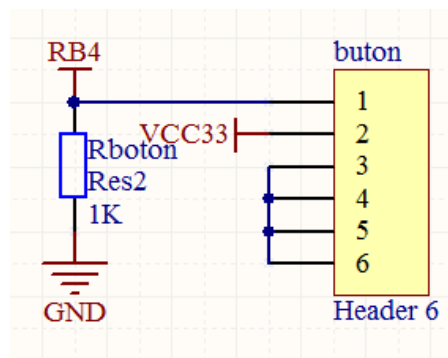 RB4
buton
1
VCC33
2
Rboton
3
Res2
4
1K
5
6
GND
Header 6